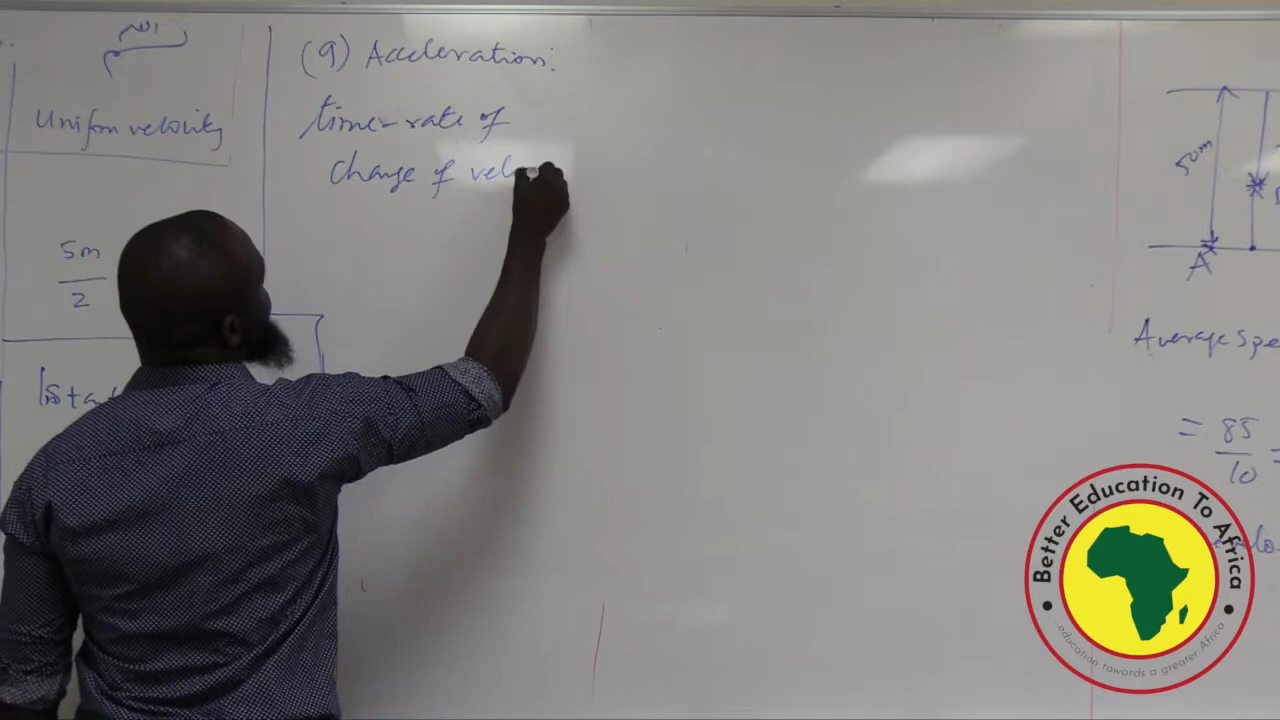 (9) Acceleration:
time-rate of
change of vel
Uniform velocity
5m
2
50m
A
Average spe
= 85
10
=
Better Education To Africa
...education towards a greater Africa